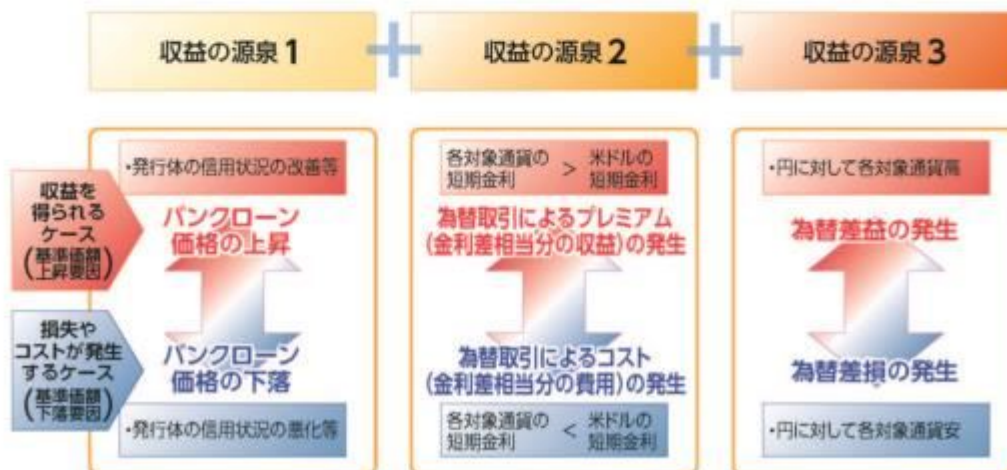 収益の源泉1 + 収益の源泉2 + 収益の源泉3
収益を
得られる
ケース
(基準価額
上昇要因)
・発行体の信用状況の改善等
バンクローン
価格の上昇
バンクローン
価格の下落
・発行体の信用状況の悪化等
各対象通貨の
短期金利
>
米ドルの
短期金利
為替取引によるプレミアム
(金利差相当分の収益)の発生
為替取引によるコスト
(金利差相当分の費用)の発生
各対象通貨の
短期金利
<
米ドルの
短期金利
・円に対して各対象通貨高
為替差益の発生
為替差損の発生
・円に対して各対象通貨安
損失や
コストが発生
するケース
(基準価額
下落要因)